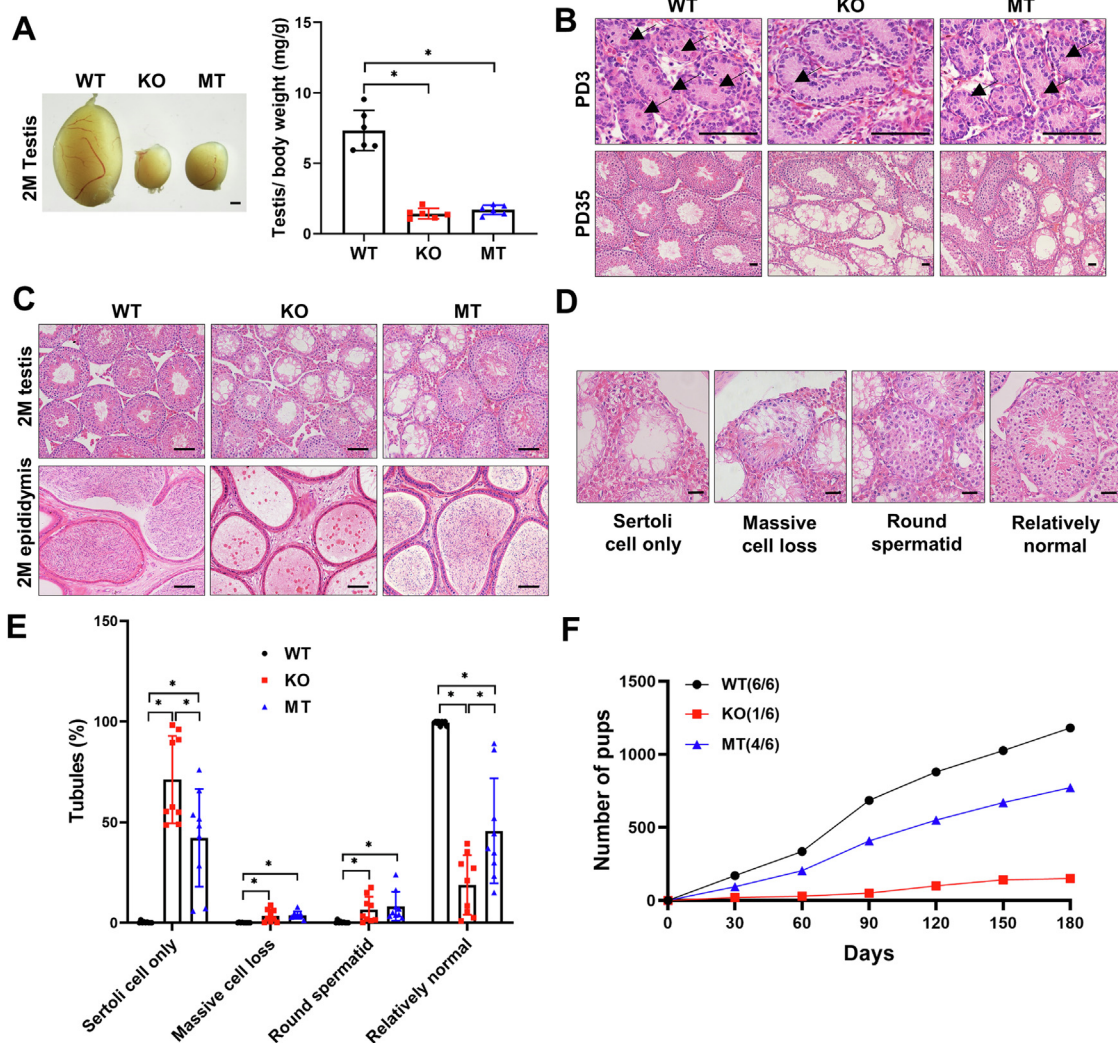 A
WT KO MT
2M Testis
Testis/ body weight (mg/g)
15
10
5
0
*
*
WT KO MT
B
WT KO MT
PD3
PD35
C
WT KO MT
2M testis
2M epididymis
D
Sertoli
cell only
Massive
cell loss
Round
spermatid
Relatively
normal
E
Tubules (%)
150
100
50
0
WT
KO
MT
* * *
* *
* *
* * *
Sertoli cell only
Massive cell loss
Round spermatid
Relatively normal
F
Number of pups
1500
1000
500
0
WT(6/6)
KO(1/6)
MT(4/6)
0 30 60 90 120 150 180
Days